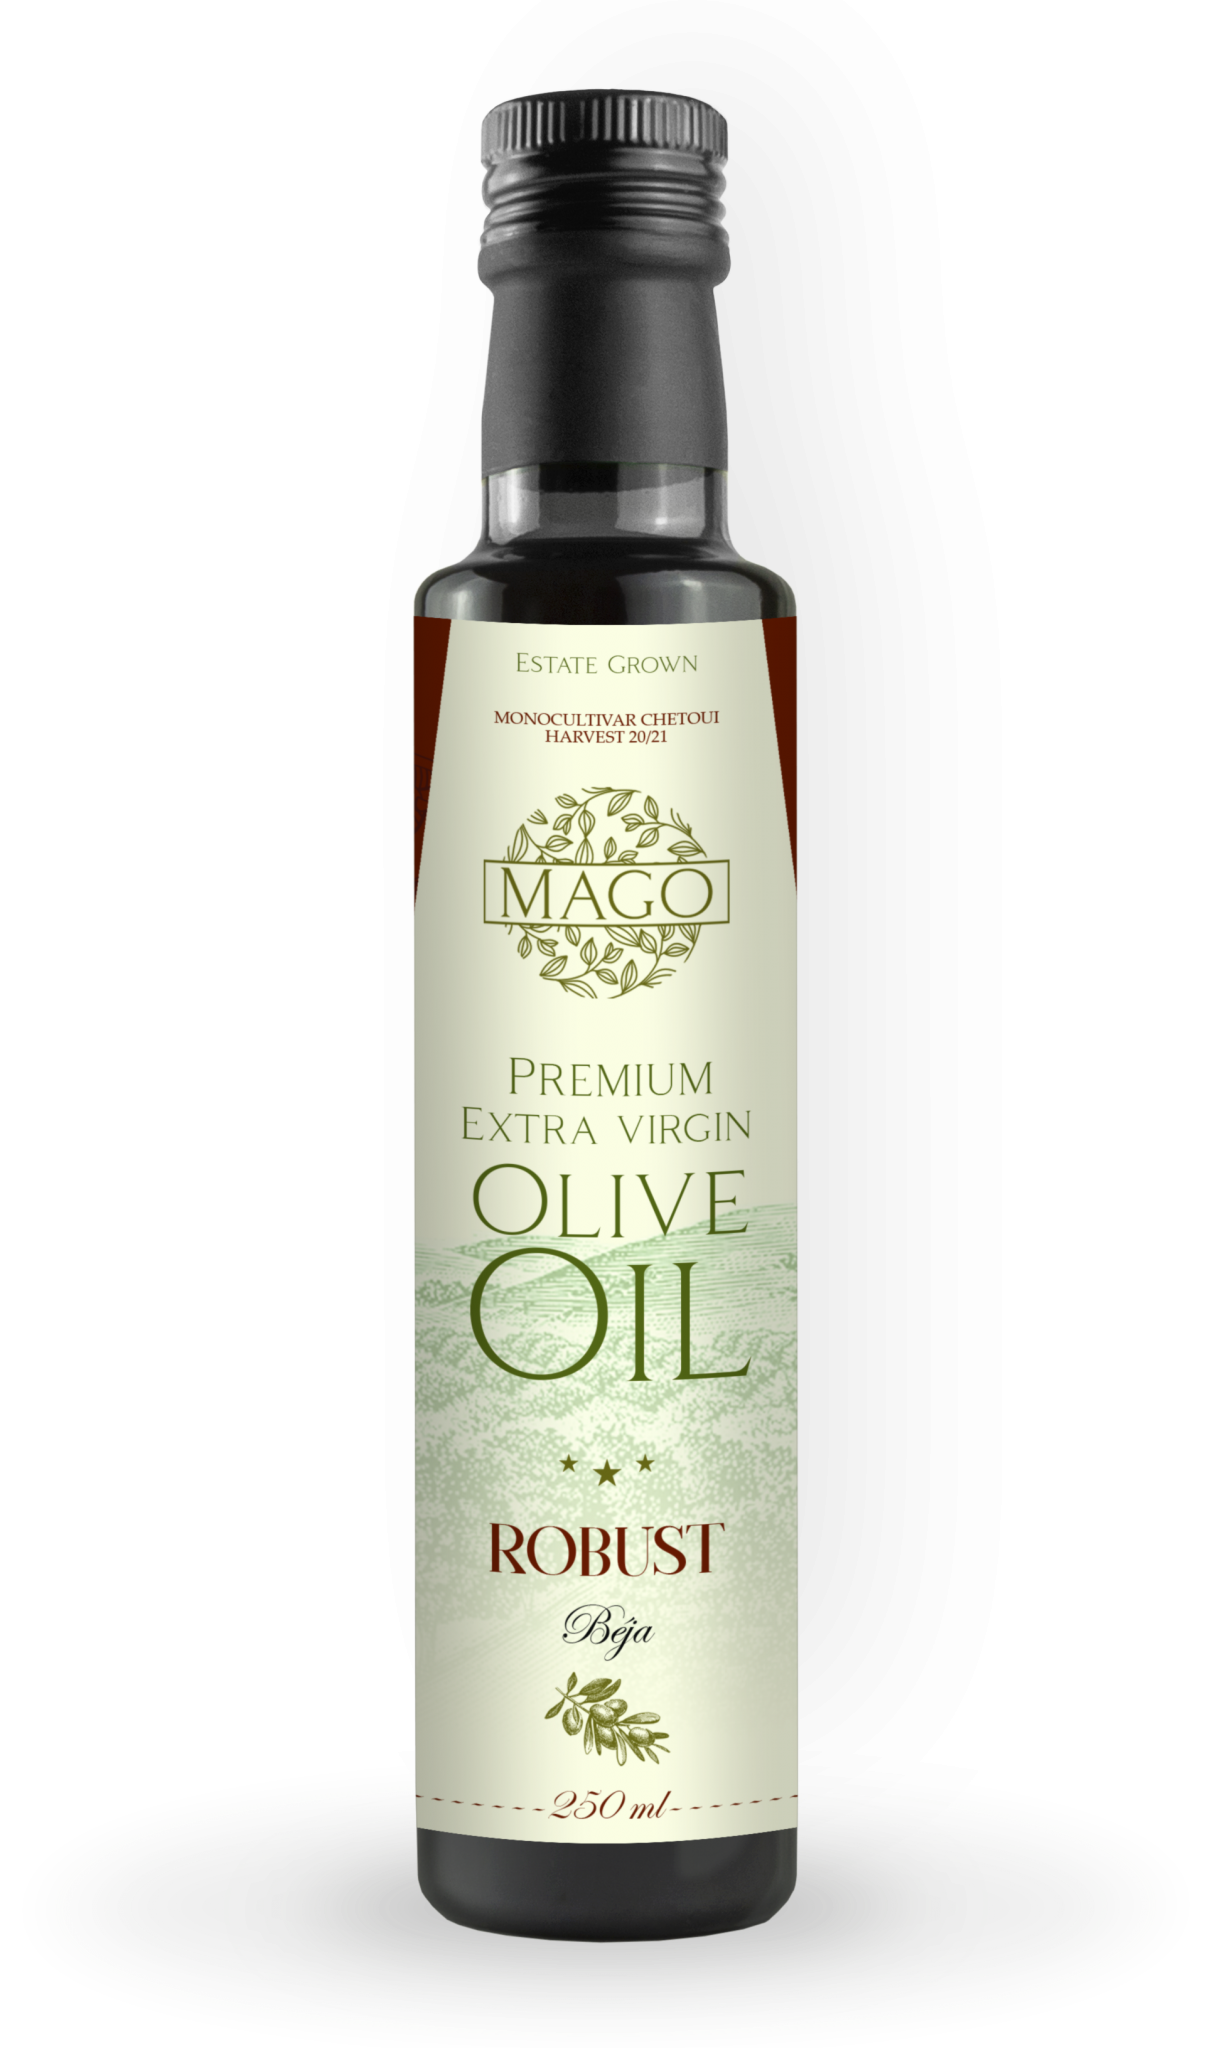 Estate Grown
MONOCULTIVAR CHETOUI
HARVEST 20/21
MAGO
Premium
Extra virgin
Olive
Oil
ROBUST
Béja
250 ml